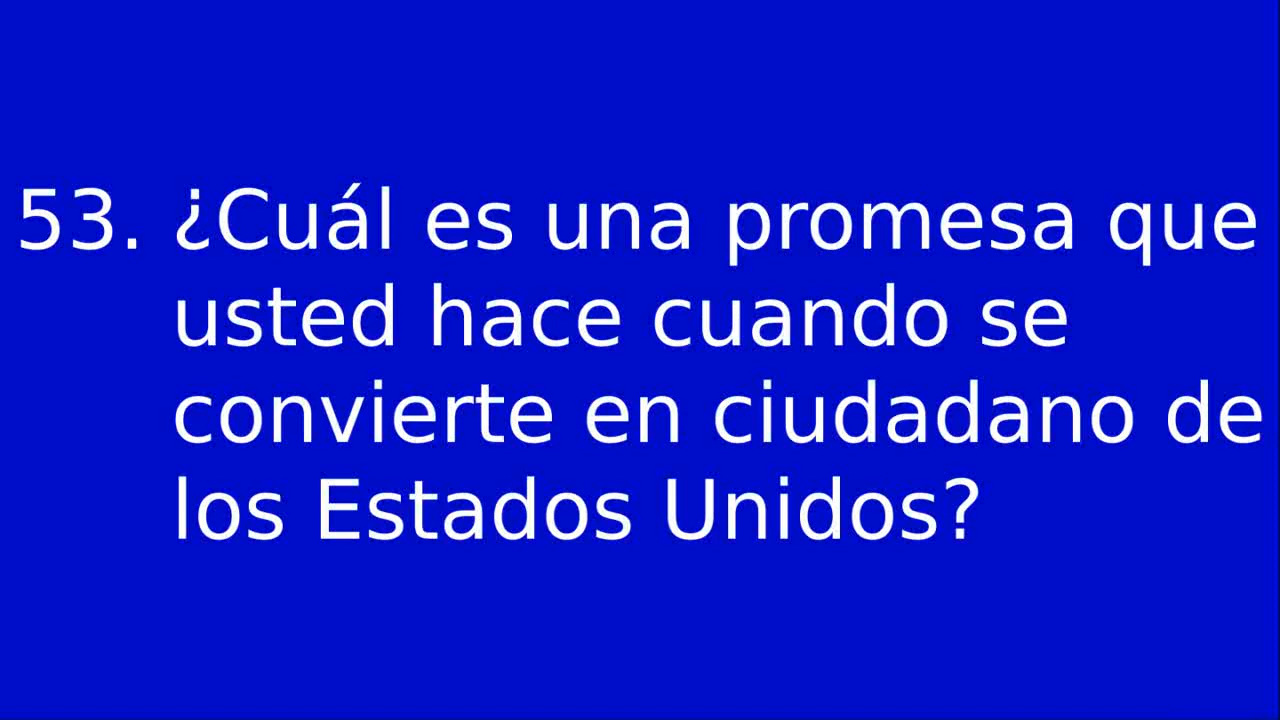 53. ¿Cuál es una promesa que
usted hace cuando se
convierte en ciudadano de
los Estados Unidos?